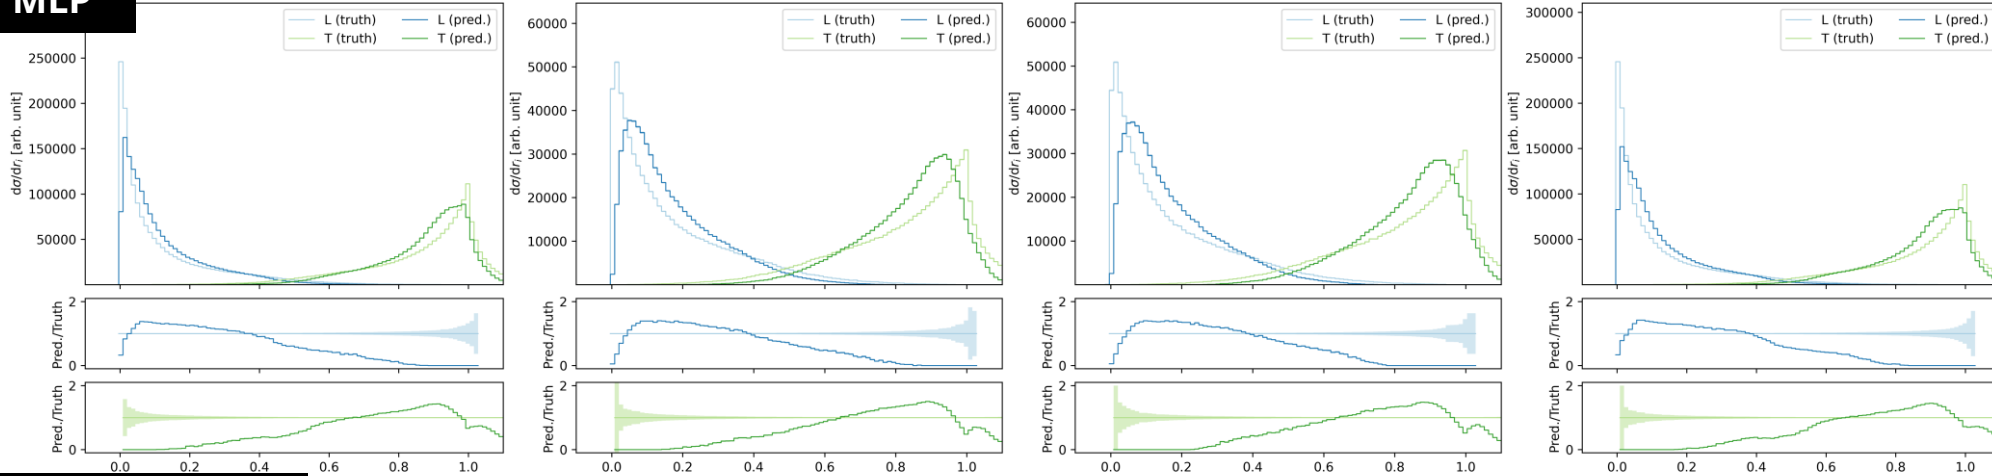 MLP
L (truth) L (pred.)
T (truth) T (pred.)
250000
200000
150000
100000
50000
dσ/dr_i [arb. unit]
2
0
Pred./Truth
2
0
Pred./Truth
0.0 0.2 0.4 0.6 0.8 1.0
L (truth) L (pred.)
T (truth) T (pred.)
60000
50000
40000
30000
20000
10000
dσ/dr_i [arb. unit]
2
0
Pred./Truth
2
0
Pred./Truth
0.0 0.2 0.4 0.6 0.8 1.0
L (truth) L (pred.)
T (truth) T (pred.)
60000
50000
40000
30000
20000
10000
dσ/dr_i [arb. unit]
2
0
Pred./Truth
2
0
Pred./Truth
0.0 0.2 0.4 0.6 0.8 1.0
L (truth) L (pred.)
T (truth) T (pred.)
300000
250000
200000
150000
100000
50000
dσ/dr_i [arb. unit]
2
0
Pred./Truth
2
0
Pred./Truth
0.0 0.2 0.4 0.6 0.8 1.0